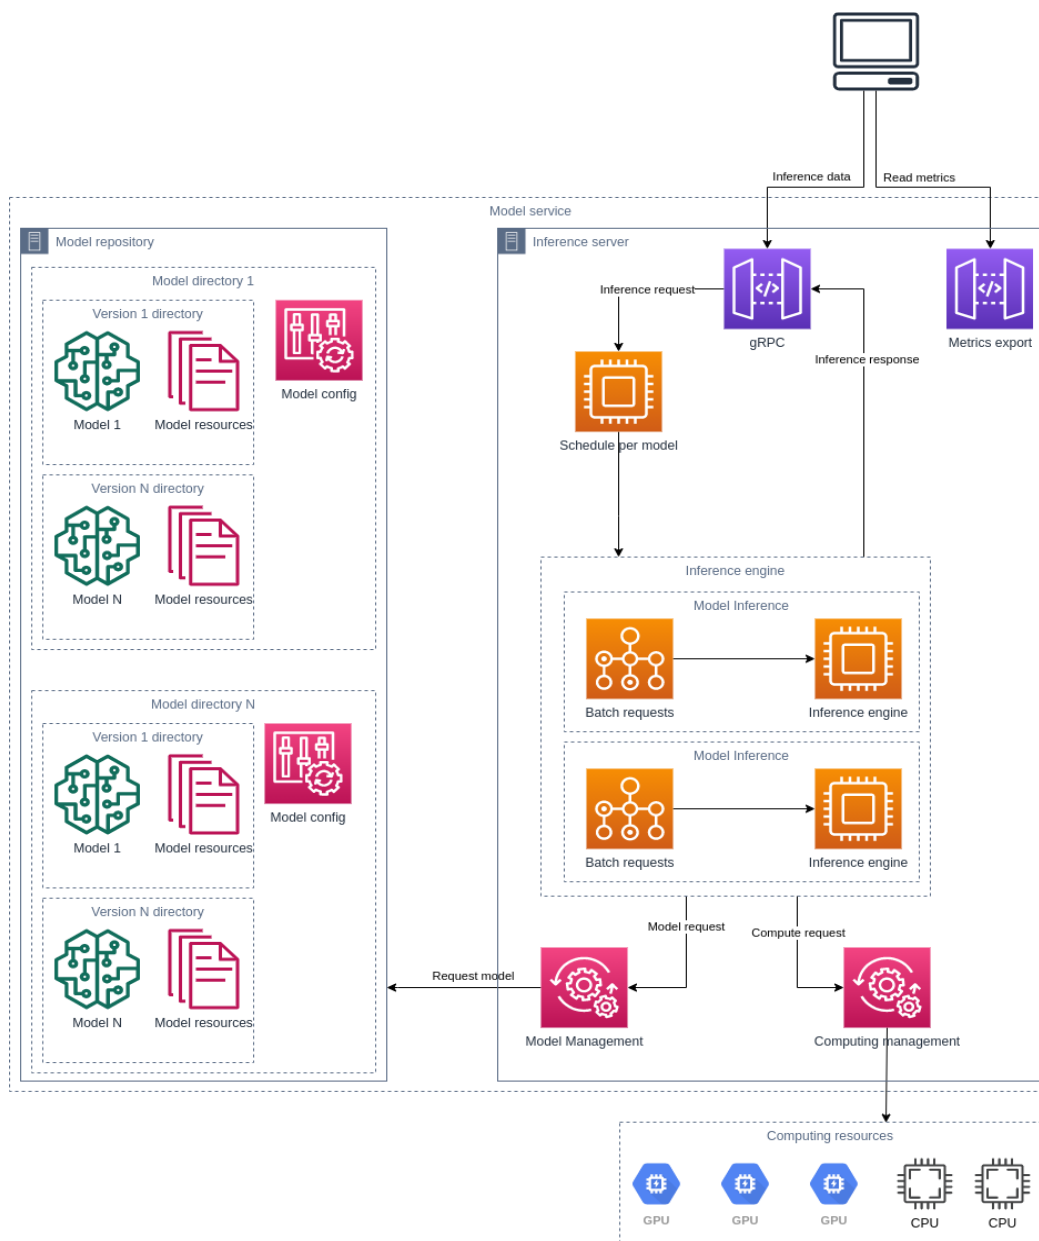 Inference data
Read metrics
Model service
Model repository
Model directory 1
Version 1 directory
Model 1
Model resources
Model config
Version N directory
Model N
Model resources
Model directory N
Version 1 directory
Model 1
Model resources
Model config
Version N directory
Model N
Model resources
Inference server
gRPC
Metrics export
Inference request
Inference response
Schedule per model
Inference engine
Model Inference
Batch requests
Inference engine
Model Inference
Batch requests
Inference engine
Model request
Compute request
Request model
Model Management
Computing management
Computing resources
GPU
GPU
GPU
CPU
CPU